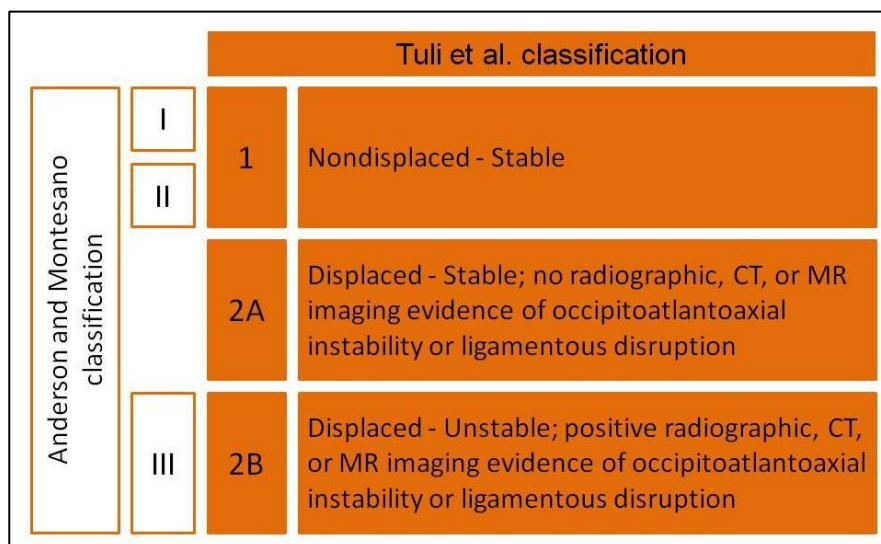 Tuli et al. classification
Anderson and Montesano
classification
I
II
1
Nondisplaced - Stable
2A
Displaced - Stable; no radiographic, CT, or MR
imaging evidence of occipitoatlantoaxial
instability or ligamentous disruption
III
2B
Displaced - Unstable; positive radiographic, CT,
or MR imaging evidence of occipitoatlantoaxial
instability or ligamentous disruption